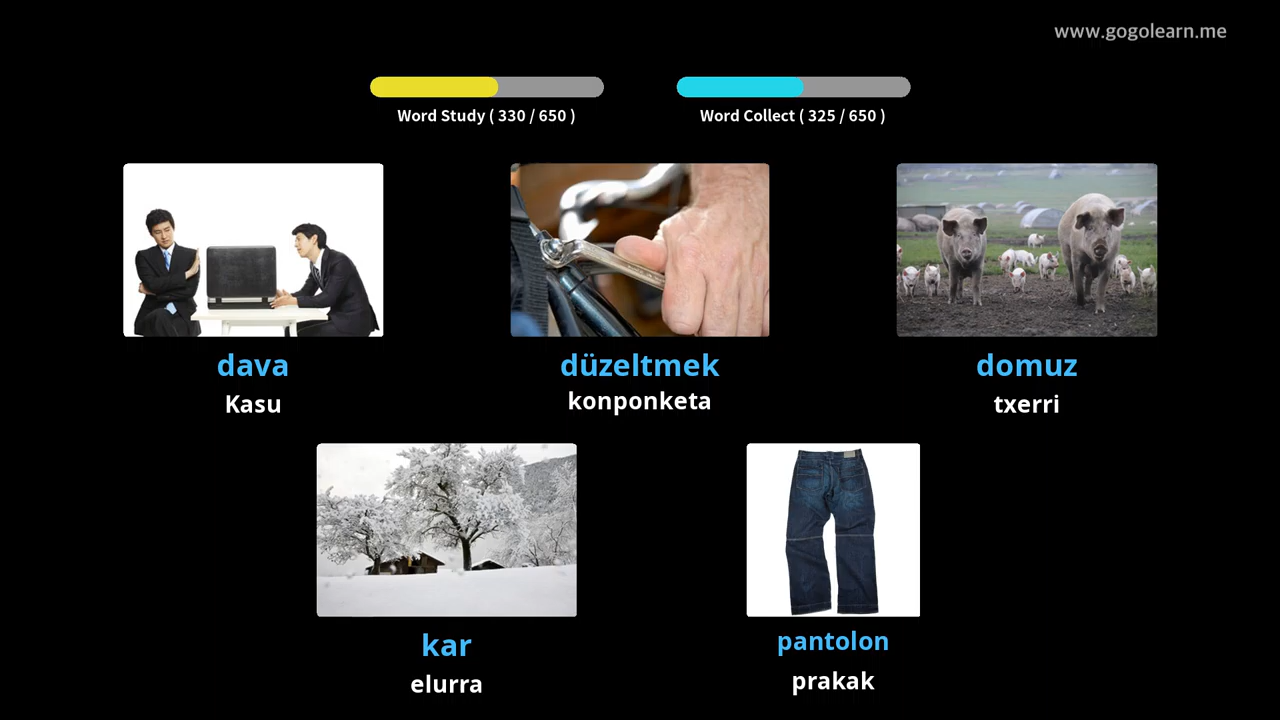 www.gogolearn.me
Word Study ( 330 / 650 )
Word Collect ( 325 / 650 )
dava
Kasu
düzeltmek
konponketa
domuz
txerri
kar
elurra
pantolon
prakak